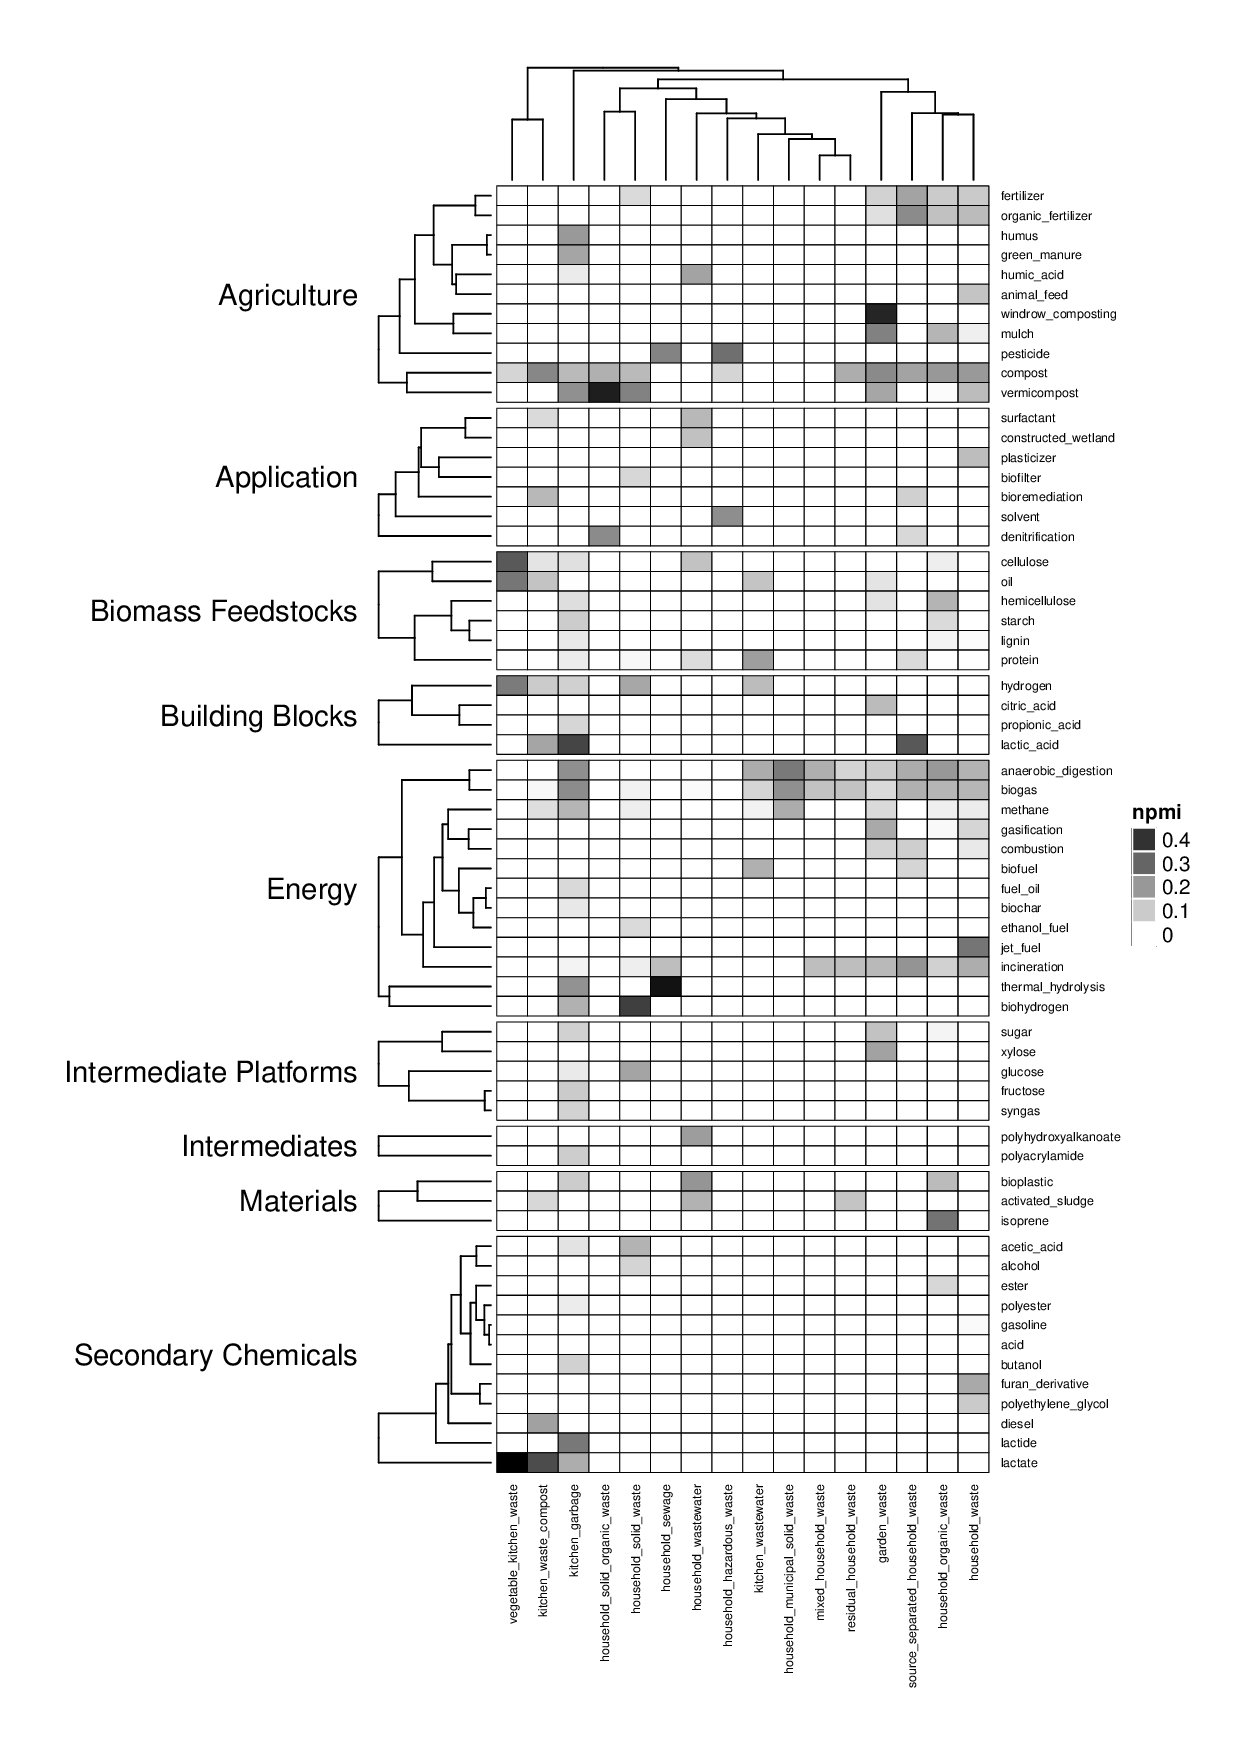 Agriculture
fertilizer
organic_fertilizer
humus
green_manure
humic_acid
animal_feed
windrow_composting
mulch
pesticide
compost
vermicompost
Application
surfactant
constructed_wetland
plasticizer
biofilter
bioremediation
solvent
denitrification
Biomass Feedstocks
cellulose
oil
hemicellulose
starch
lignin
protein
Building Blocks
hydrogen
citric_acid
propionic_acid
lactic_acid
Energy
anaerobic_digestion
biogas
methane
gasification
combustion
biofuel
fuel_oil
biochar
ethanol_fuel
jet_fuel
incineration
thermal_hydrolysis
biohydrogen
npmi
0.4
0.3
0.2
0.1
0
Intermediate Platforms
sugar
xylose
glucose
fructose
syngas
Intermediates
polyhydroxyalkanoate
polyacrylamide
Materials
bioplastic
activated_sludge
isoprene
Secondary Chemicals
acetic_acid
alcohol
ester
polyester
gasoline
acid
butanol
furan_derivative
polyethylene_glycol
diesel
lactide
lactate
vegetable_kitchen_waste
kitchen_waste_compost
kitchen_garbage
household_solid_organic_waste
household_solid_waste
household_sewage
household_wastewater
household_hazardous_waste
kitchen_wastewater
household_municipal_solid_waste
mixed_household_waste
residual_household_waste
garden_waste
source_separated_household_waste
household_organic_waste
household_waste